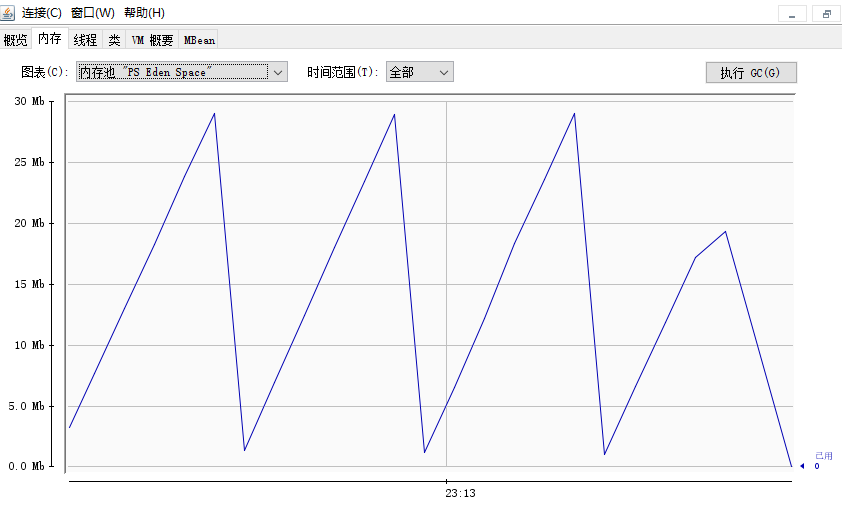 连接(C) 窗口(W) 帮助(H)
概览 内存 线程 类 VM 概要 MBean
图表(C): 内存池 "PS Eden Space" 时间范围(T): 全部 执行 GC(G)
30 Mb
25 Mb
20 Mb
15 Mb
10 Mb
5.0 Mb
已用
0.0 Mb 0
23:13